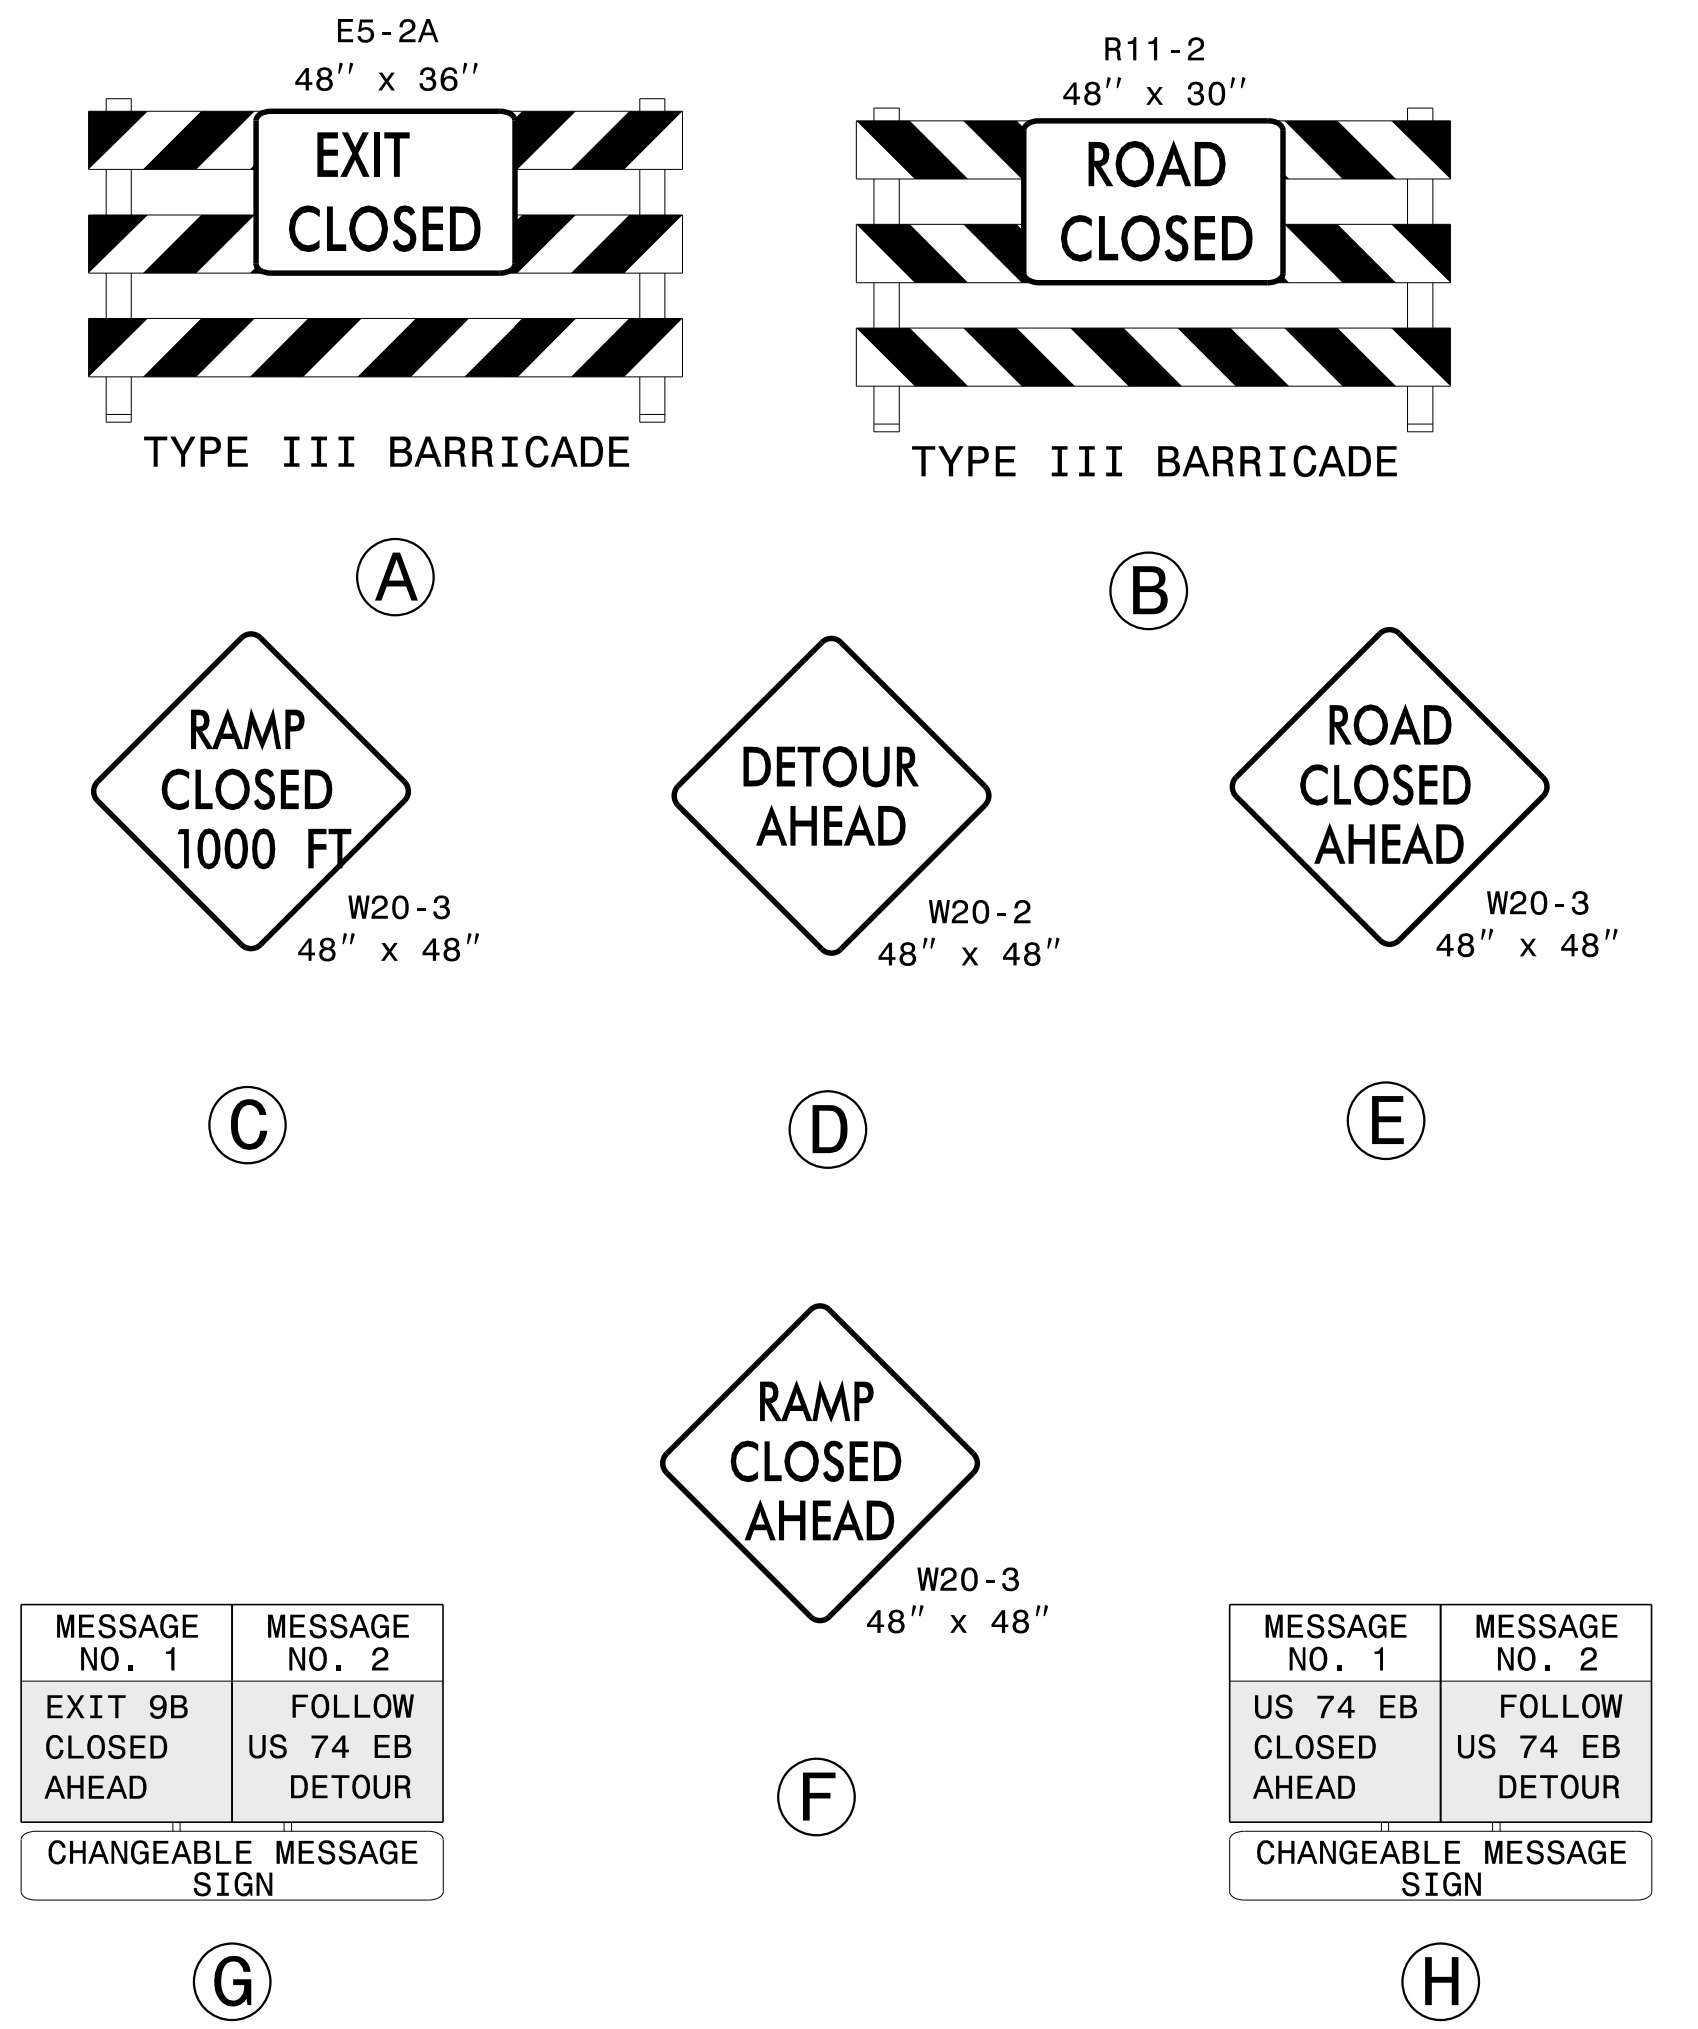 E5-2A
48" x 36"
EXIT
CLOSED
TYPE III BARRICADE
A
R11-2
48" x 30"
ROAD
CLOSED
TYPE III BARRICADE
B
RAMP
CLOSED
1000 FT
W20-3
48" x 48"
C
DETOUR
AHEAD
W20-2
48" x 48"
D
ROAD
CLOSED
AHEAD
W20-3
48" x 48"
E
RAMP
CLOSED
AHEAD
W20-3
48" x 48"
F
MESSAGE
NO. 1
EXIT 9B
CLOSED
AHEAD
MESSAGE
NO. 2
FOLLOW
US 74 EB
DETOUR
CHANGEABLE MESSAGE
SIGN
G
MESSAGE
NO. 1
US 74 EB
CLOSED
AHEAD
MESSAGE
NO. 2
FOLLOW
US 74 EB
DETOUR
CHANGEABLE MESSAGE
SIGN
H